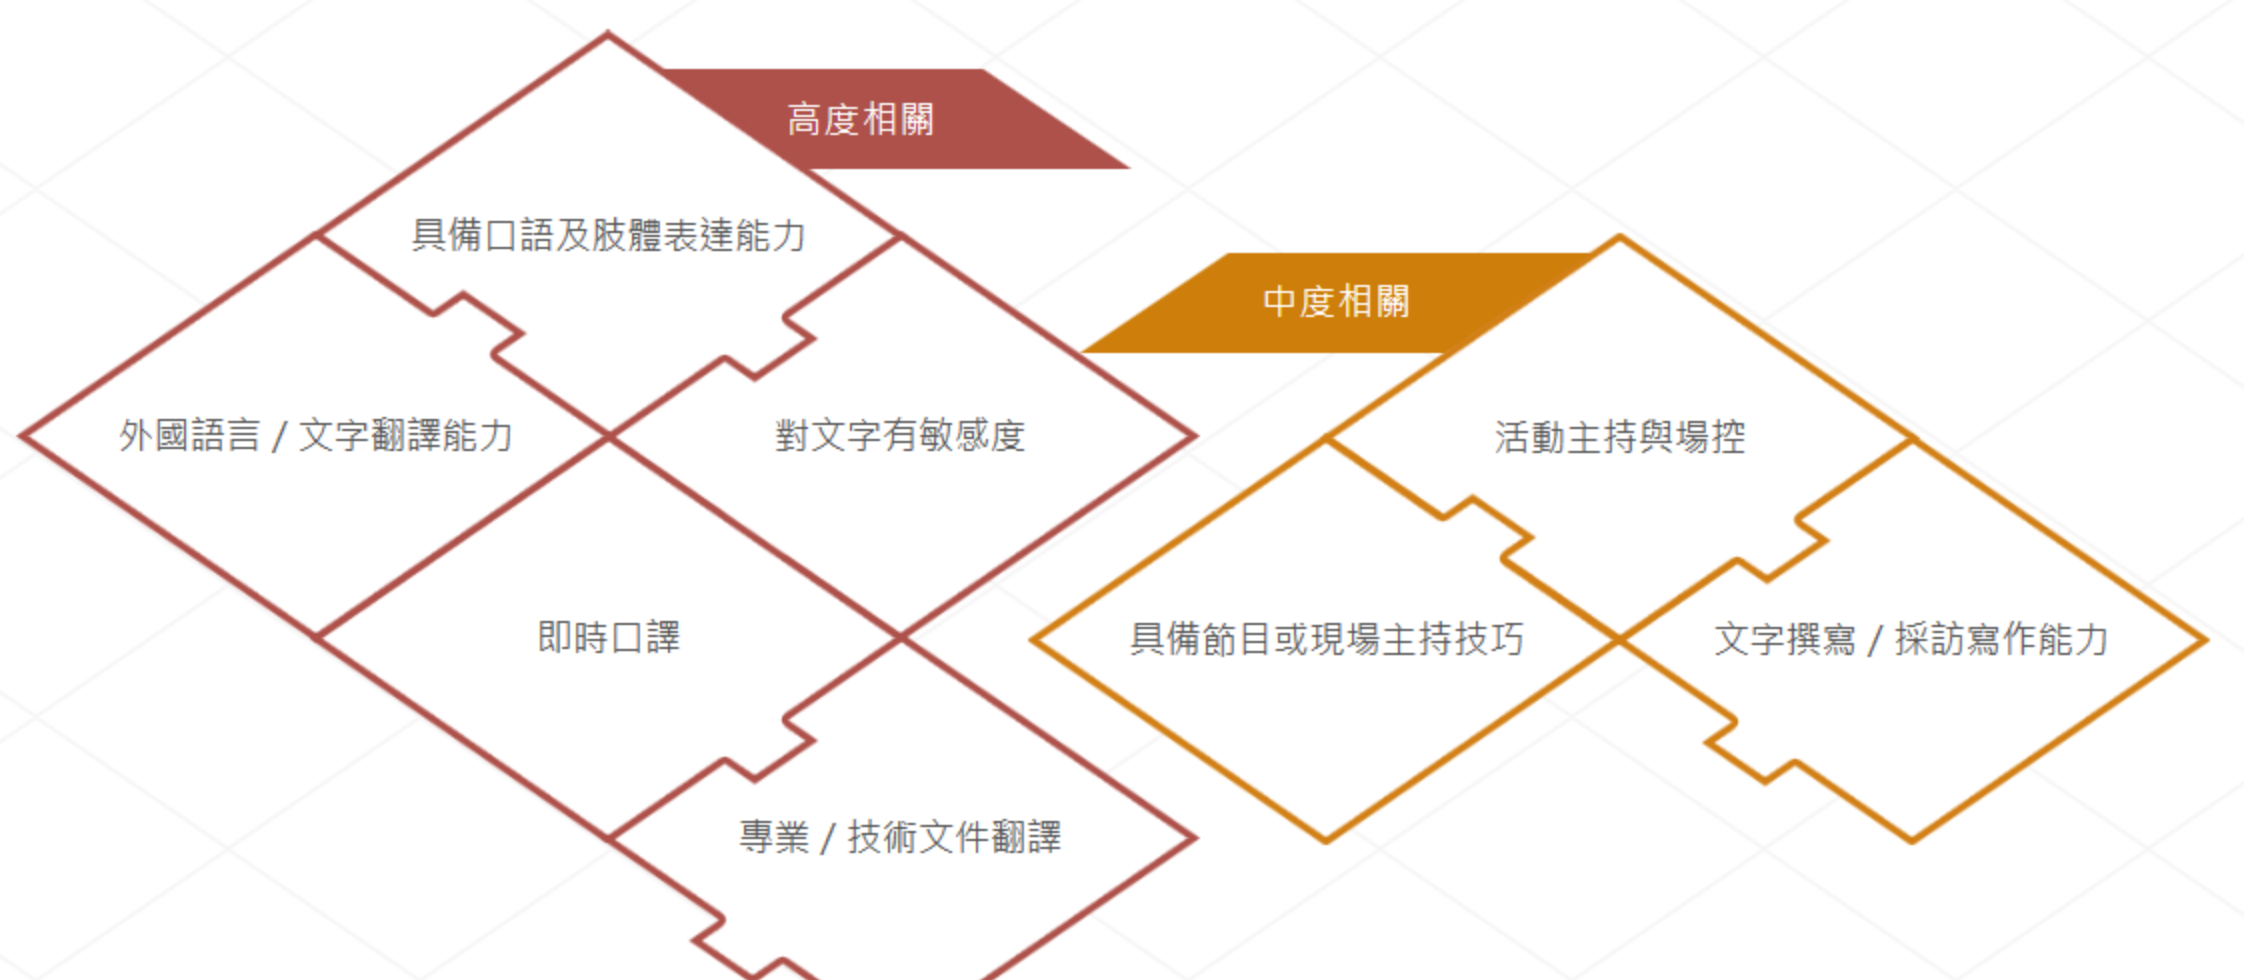 高度相關
具備口語及肢體表達能力
外國語言 / 文字翻譯能力
對文字有敏感度
即時口譯
專業 / 技術文件翻譯
中度相關
活動主持與場控
具備節目或現場主持技巧
文字撰寫 / 採訪寫作能力